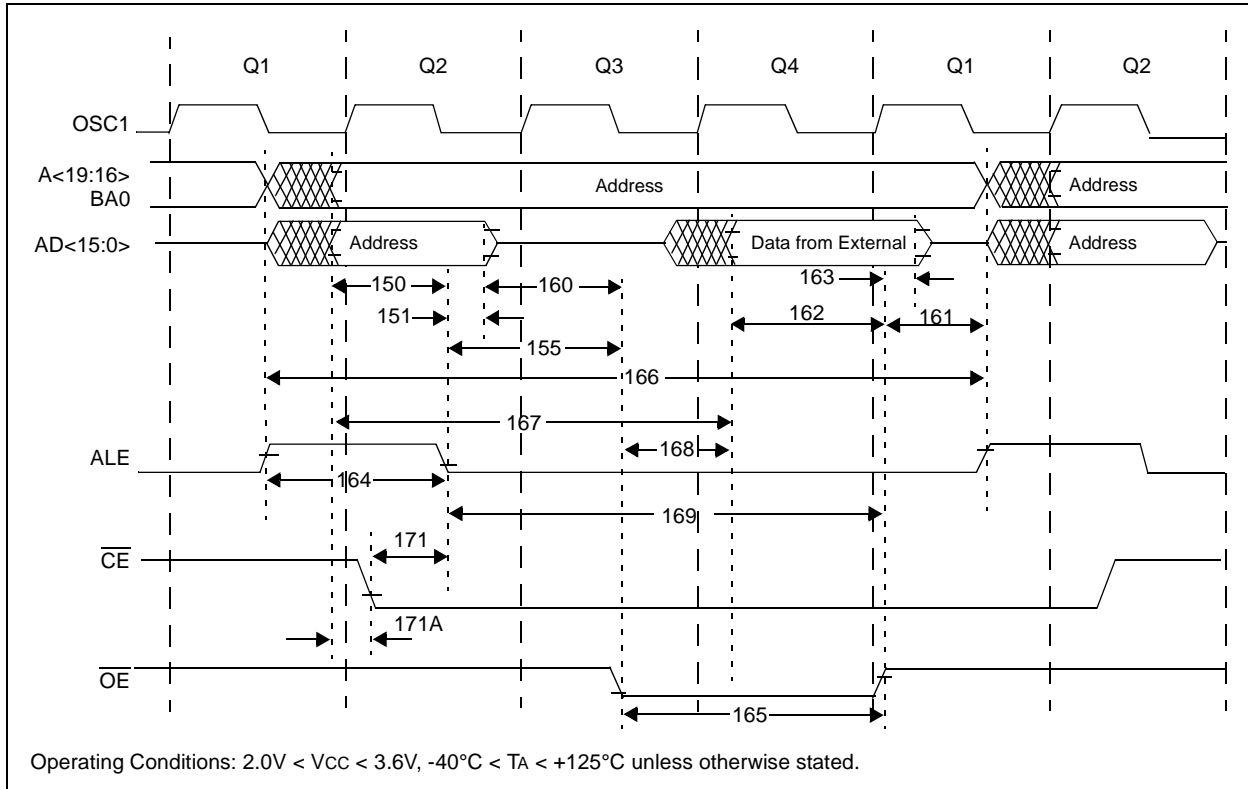 Q1 Q2 Q3 Q4 Q1 Q2
OSC1
A<19:16>
BA0
Address
Address
AD<15:0>
Address
Data from External
Address
163
150
160
151
162
161
155
166
167
ALE
168
164
169
CE
171
171A
OE
165
Operating Conditions: 2.0V < VCC < 3.6V, -40°C < TA < +125°C unless otherwise stated.